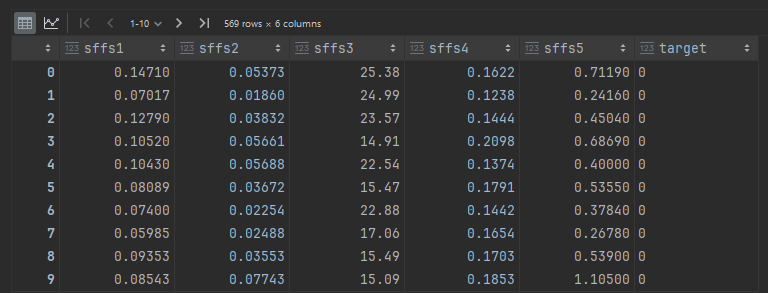 1-10 569 rows × 6 columns
123 sffs1 123 sffs2 123 sffs3 123 sffs4 123 sffs5 123 target
0 0.14710 0.05373 25.38 0.1622 0.71190 0
1 0.07017 0.01860 24.99 0.1238 0.24160 0
2 0.12790 0.03832 23.57 0.1444 0.45040 0
3 0.10520 0.05661 14.91 0.2098 0.68690 0
4 0.10430 0.05688 22.54 0.1374 0.40000 0
5 0.08089 0.03672 15.47 0.1791 0.53550 0
6 0.07400 0.02254 22.88 0.1442 0.37840 0
7 0.05985 0.02488 17.06 0.1654 0.26780 0
8 0.09353 0.03553 15.49 0.1703 0.53900 0
9 0.08543 0.07743 15.09 0.1853 1.10500 0